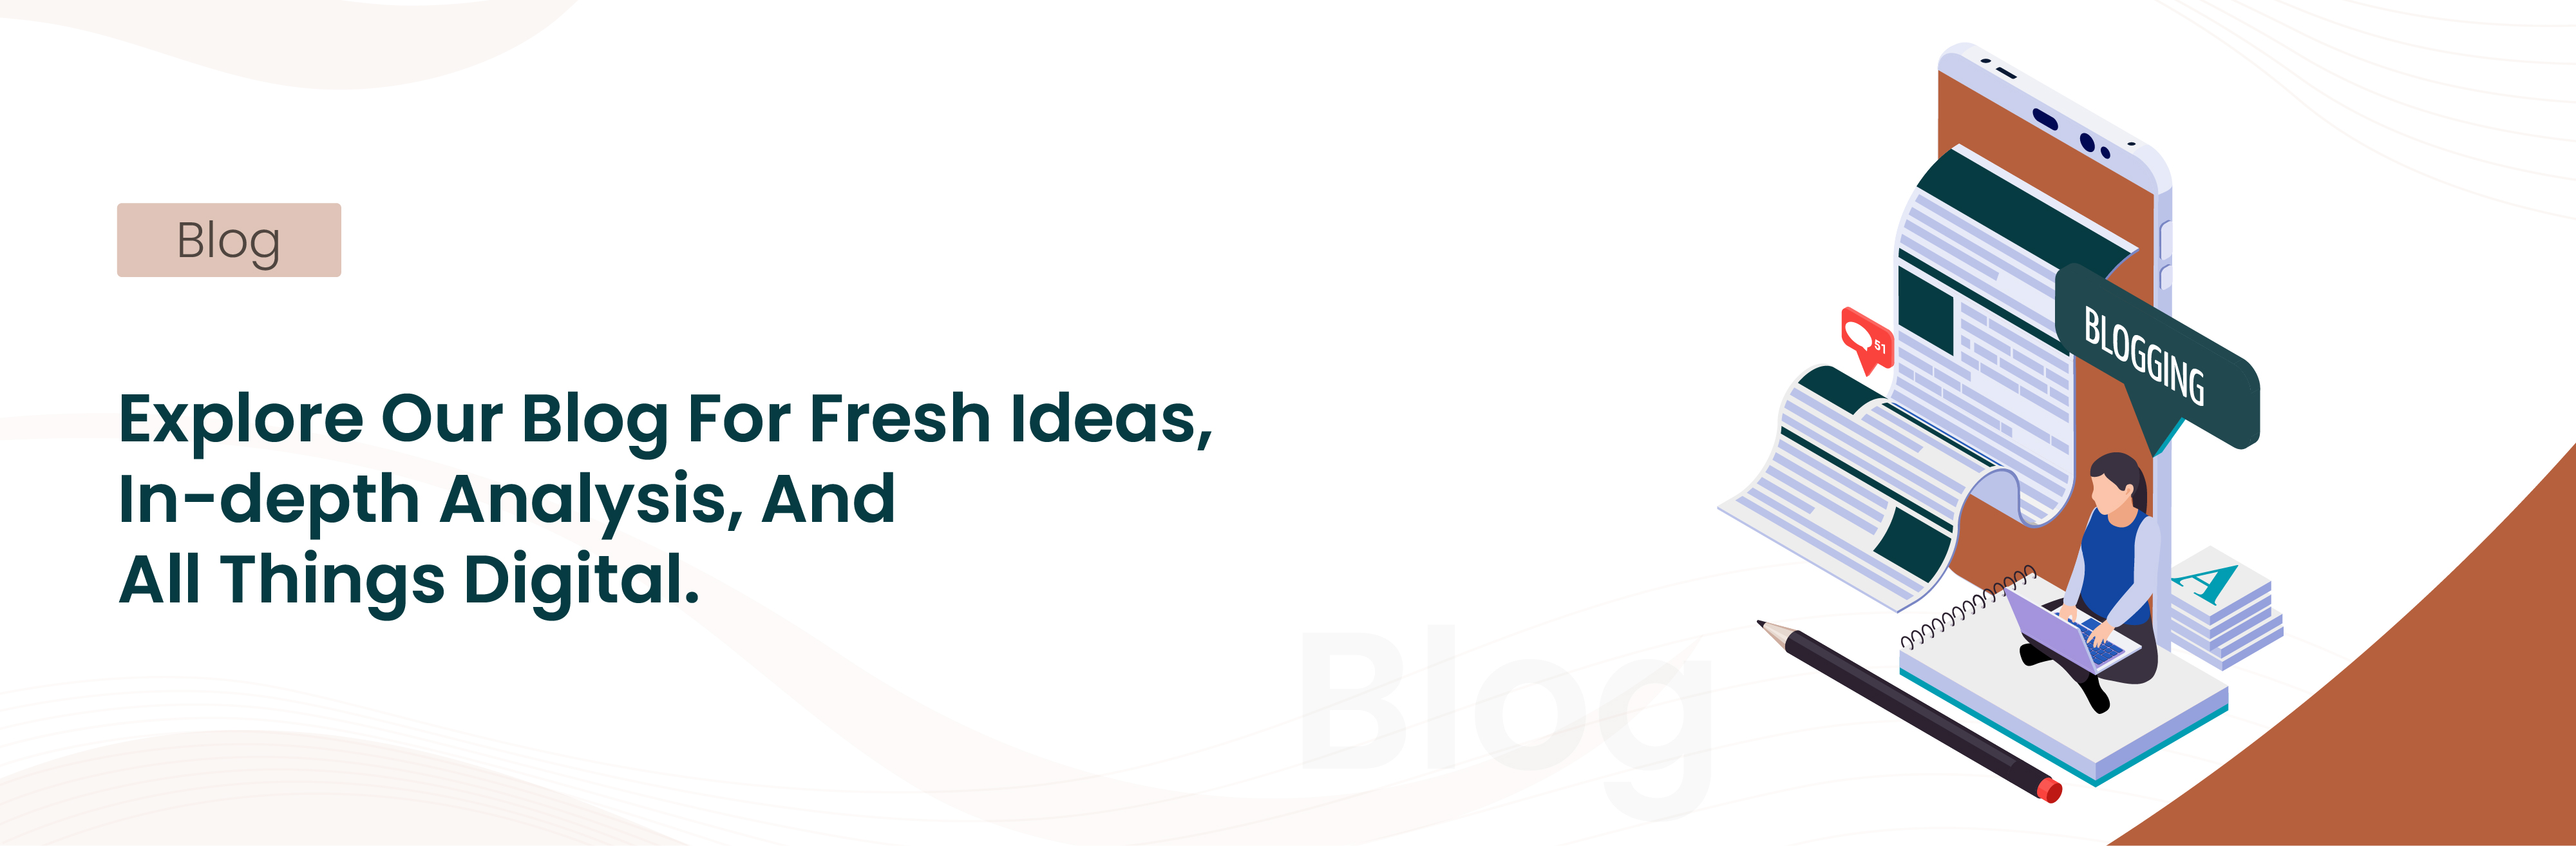 Blog
Explore Our Blog For Fresh Ideas,
In-depth Analysis, And
All Things Digital.
Blog
51
BLOGGING
A